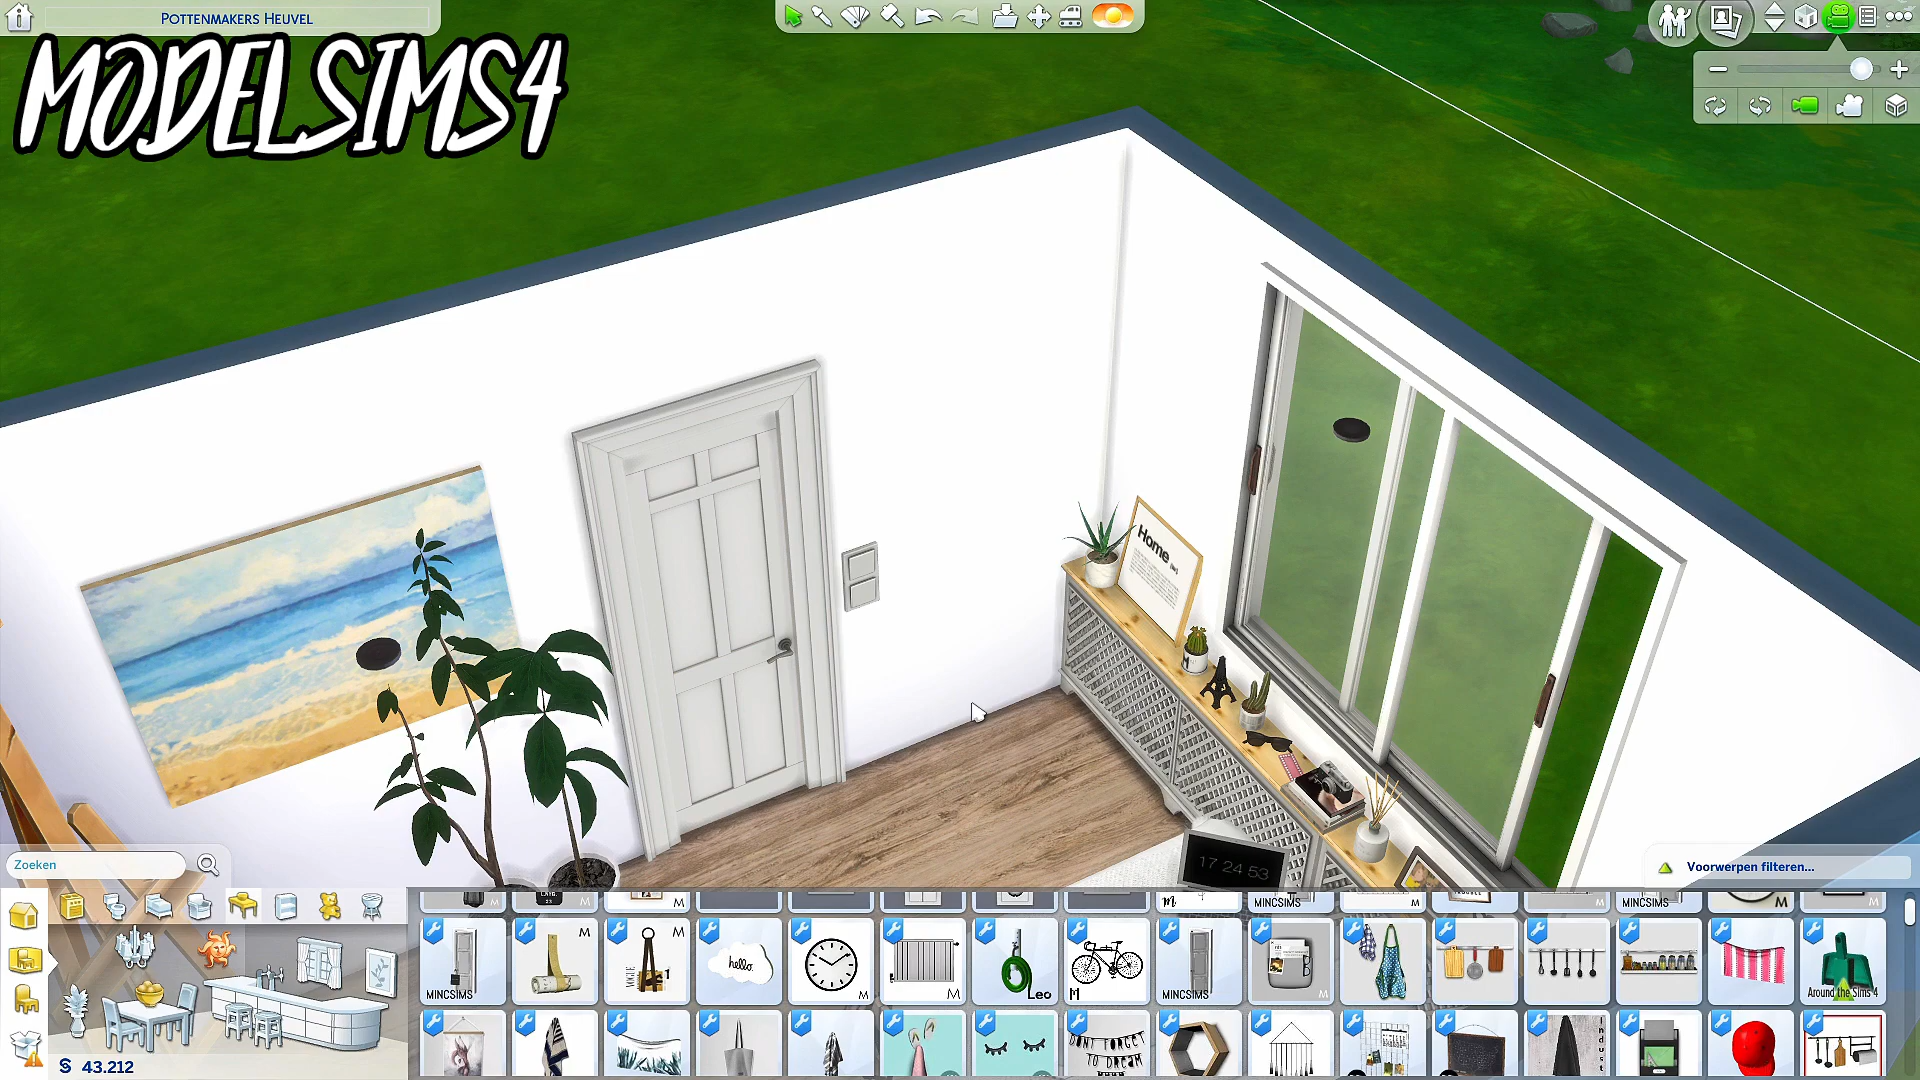 POTTENMAKERS HEUVEL
MODELSIMS4
Home
17 24 53
Zoeken
Voorwerpen filteren...
M
M
M
m
MINCSIMS
M
MINCSIMS
M
M
MINCSIMS
M
M
hello.
M
M
Leo
M
MINCSIMS
M
Around the Sims 4
DON'T FORGET
TO DREAM
indust
§ 43.212